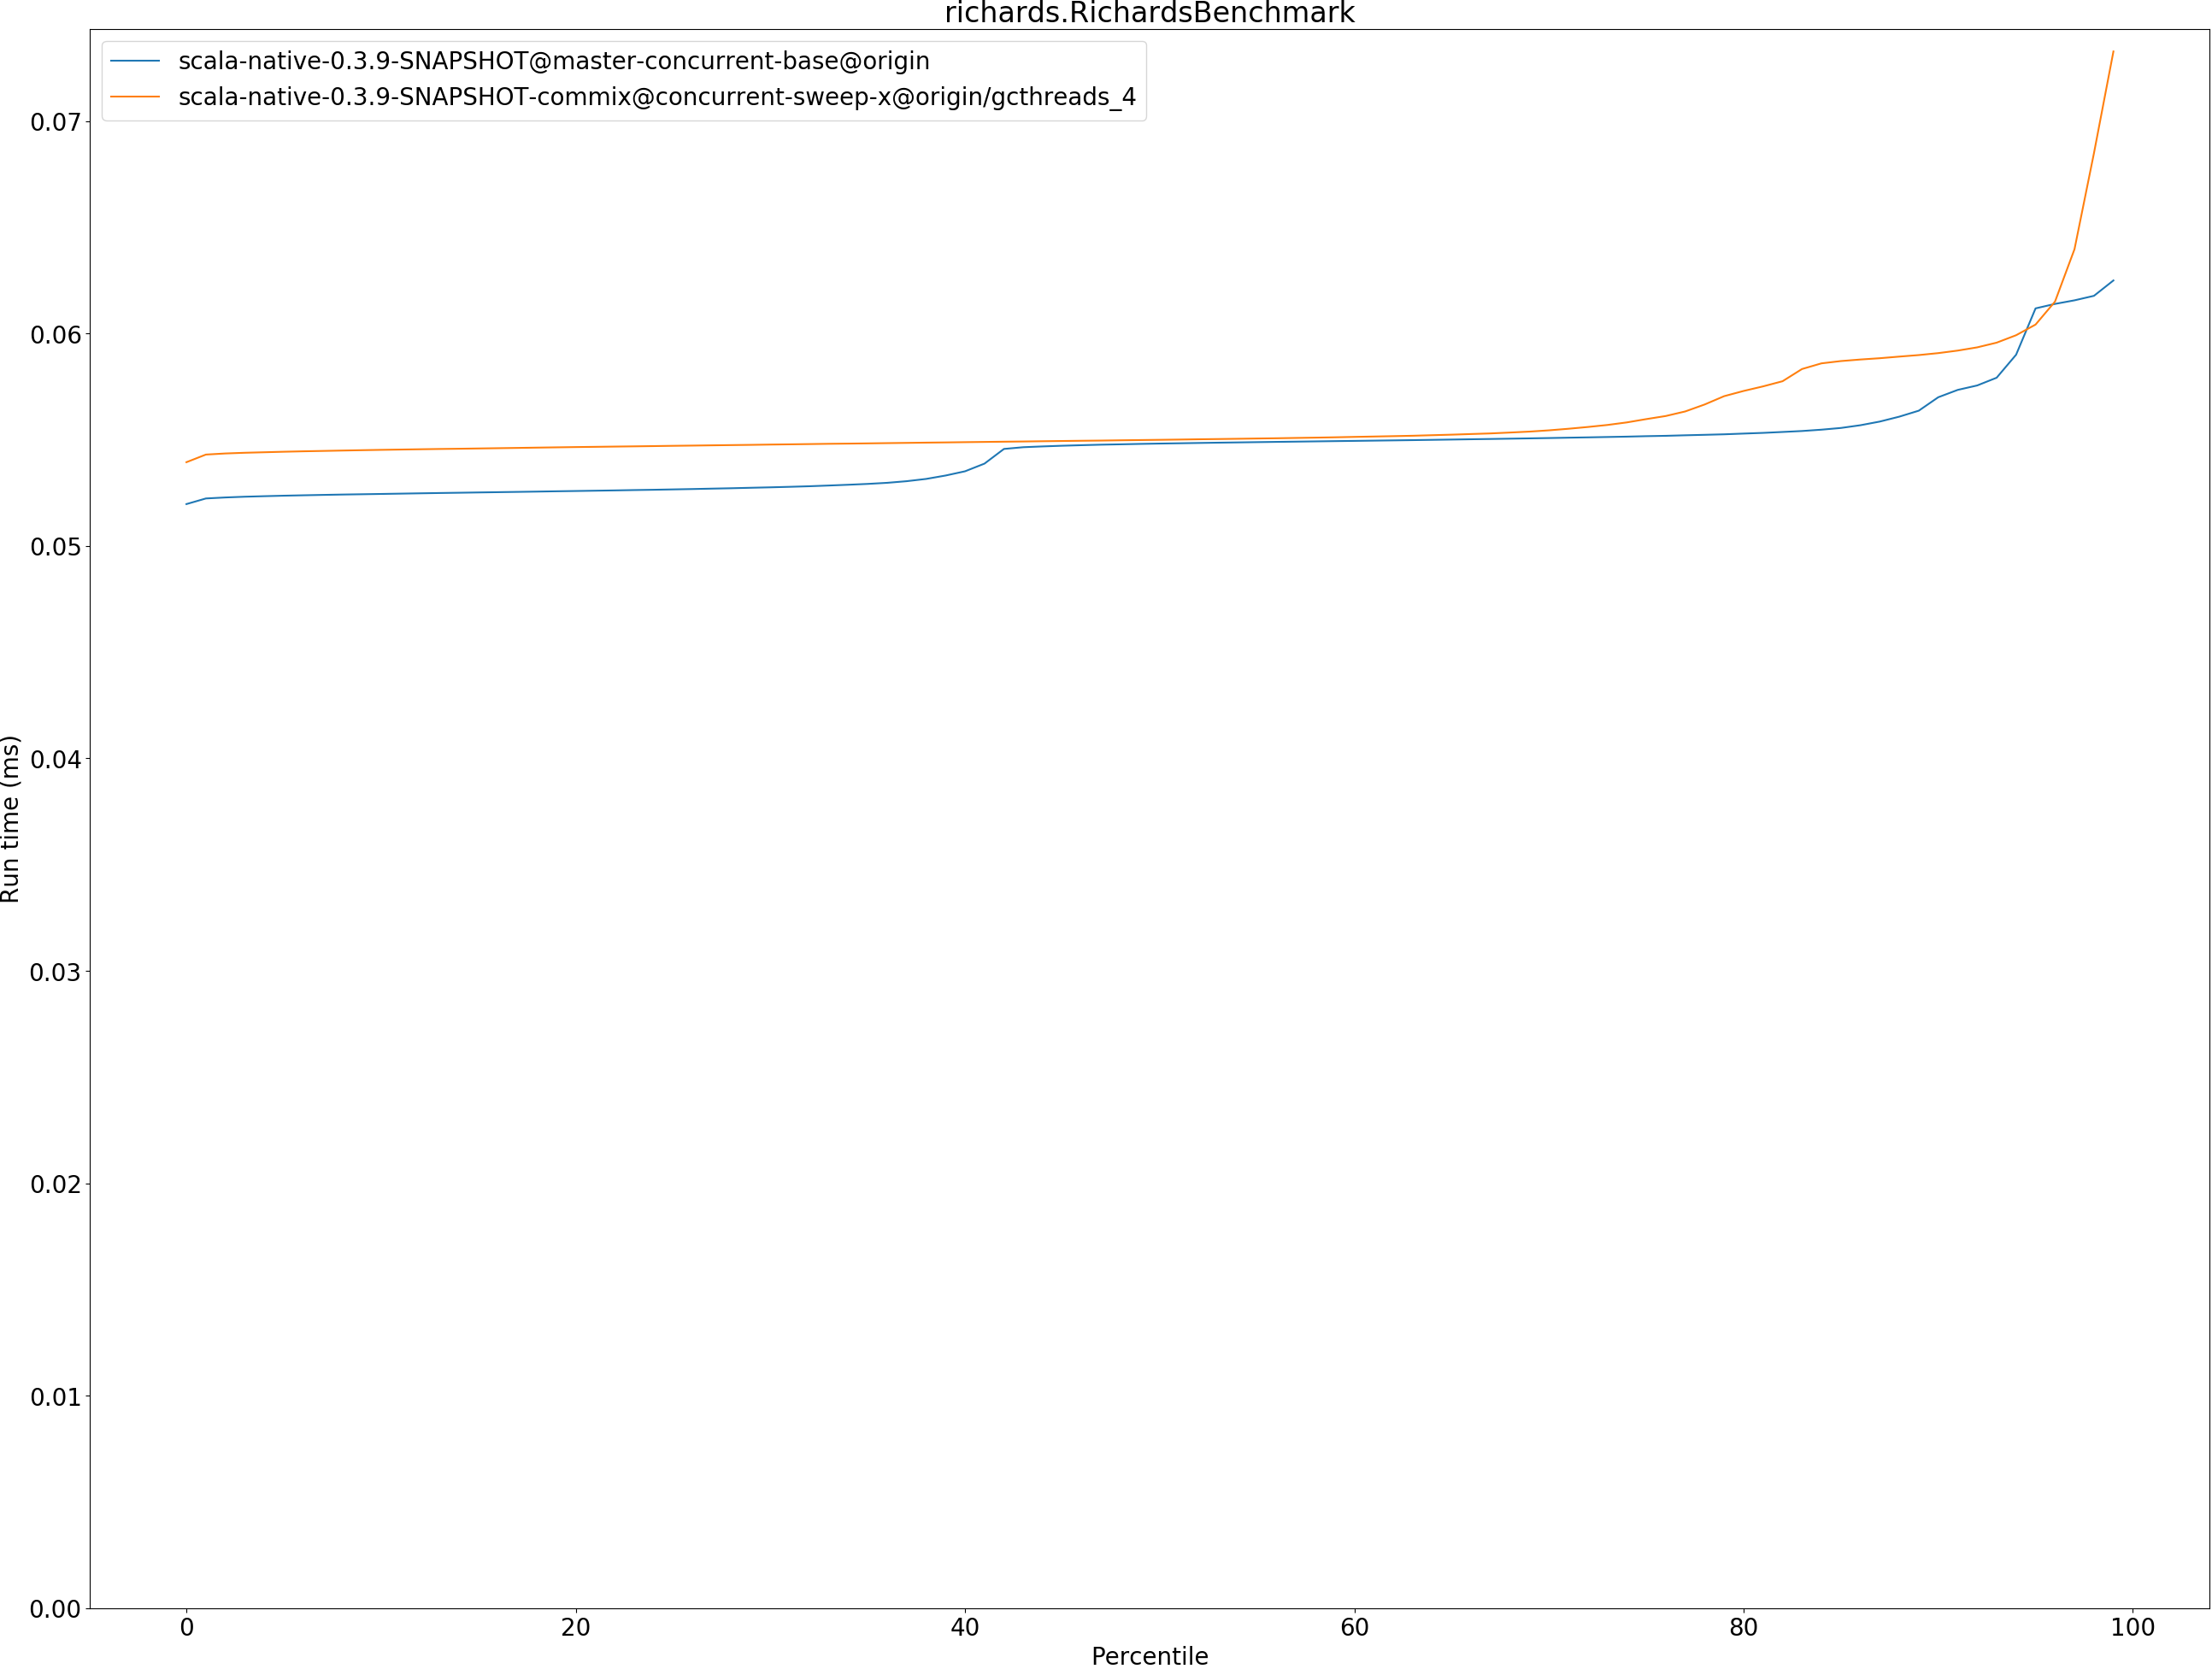 richards.RichardsBenchmark
scala-native-0.3.9-SNAPSHOT@master-concurrent-base@origin
scala-native-0.3.9-SNAPSHOT-commix@concurrent-sweep-x@origin/gcthreads_4
0.07
0.06
0.05
0.04
0.03
0.02
0.01
0.00
Run time (ms)
0 20 40 60 80 100
Percentile